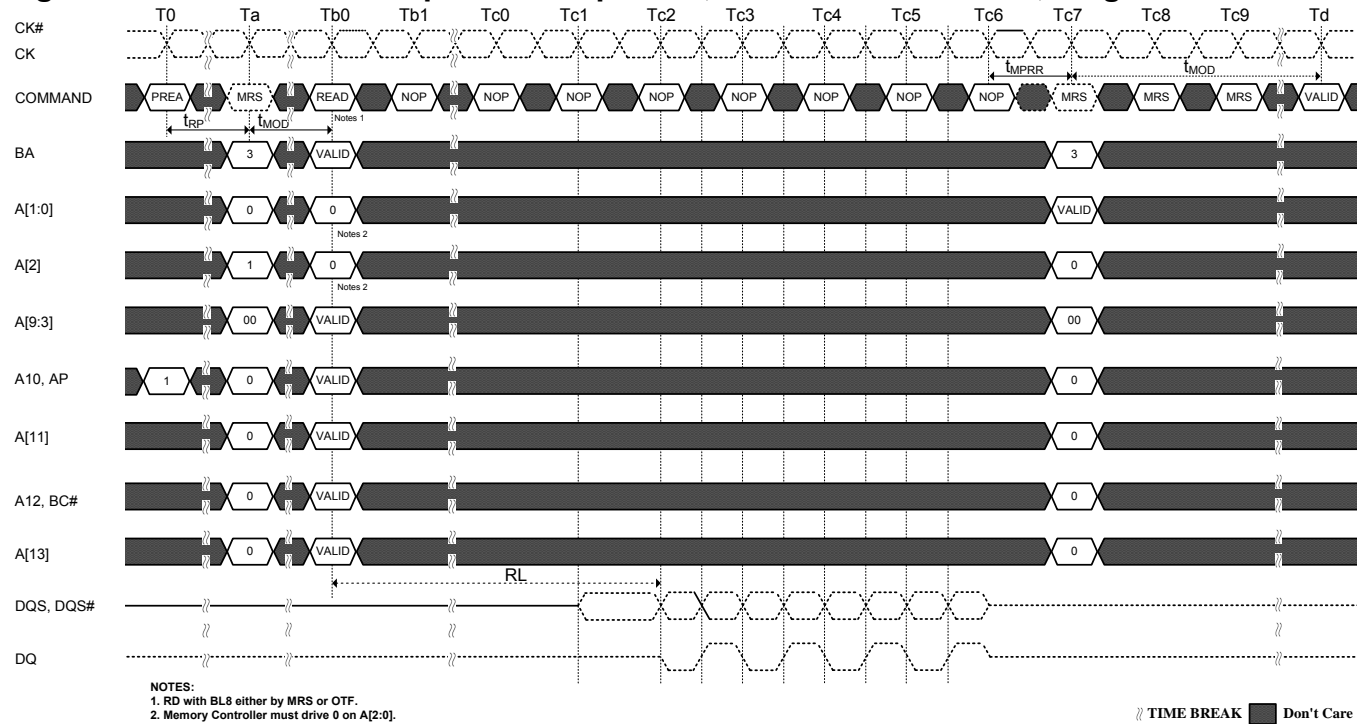 T0 Ta Tb0 Tb1 Tc0 Tc1 Tc2 Tc3 Tc4 Tc5 Tc6 Tc7 Tc8 Tc9 Td
CK#
CK
tMPRR tMOD
COMMAND PREA MRS READ NOP NOP NOP NOP NOP NOP NOP NOP MRS MRS MRS VALID
Notes 1
tRP tMOD
BA 3 VALID 3
A[1:0] 0 0 VALID
Notes 2
A[2] 1 0 0
Notes 2
A[9:3] 00 VALID 00
A10, AP 1 0 VALID 0
A[11] 0 VALID 0
A12, BC# 0 VALID 0
A[13] 0 VALID 0
RL
DQS, DQS#
DQ
NOTES:
1. RD with BL8 either by MRS or OTF.
2. Memory Controller must drive 0 on A[2:0].
TIME BREAK Don't Care